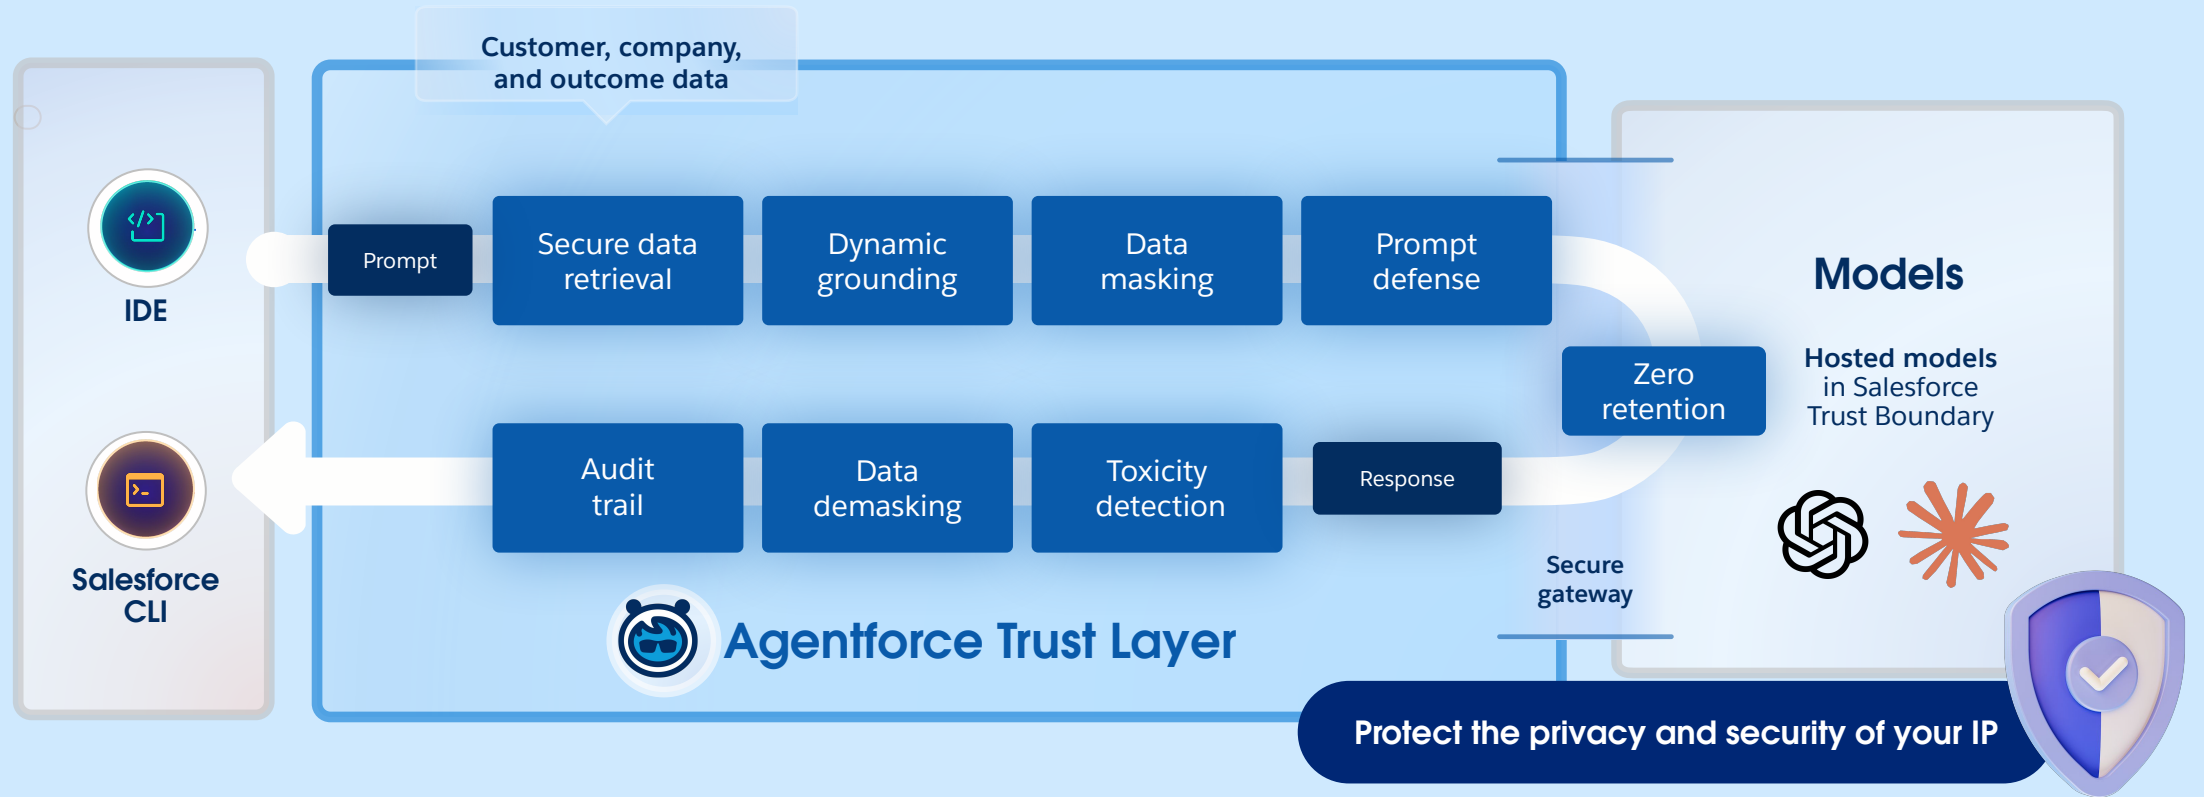 Customer, company,
and outcome data
IDE
Salesforce
CLI
Prompt
Secure data
retrieval
Dynamic
grounding
Data
masking
Prompt
defense
Zero
retention
Response
Toxicity
detection
Data
demasking
Audit
trail
Agentforce Trust Layer
Secure
gateway
Models
Hosted models
in Salesforce
Trust Boundary
Protect the privacy and security of your IP